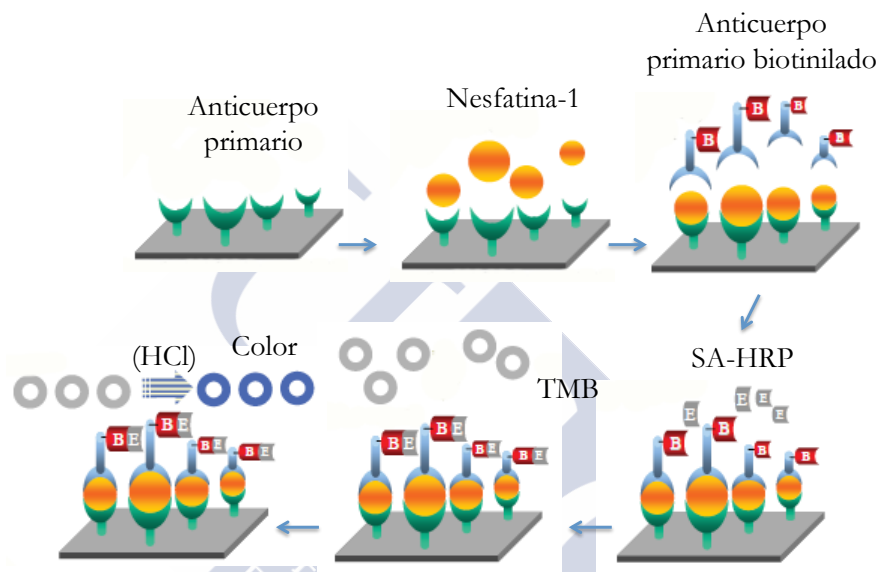 Anticuerpo
primario
Nesfatina-1
Anticuerpo
primario biotinilado
B
B
B
B
SA-HRP
E
E
E
E
B
B
B
B
TMB
B E
B E
B E
B E
(HCl)
Color
B E
B E
B E
B E